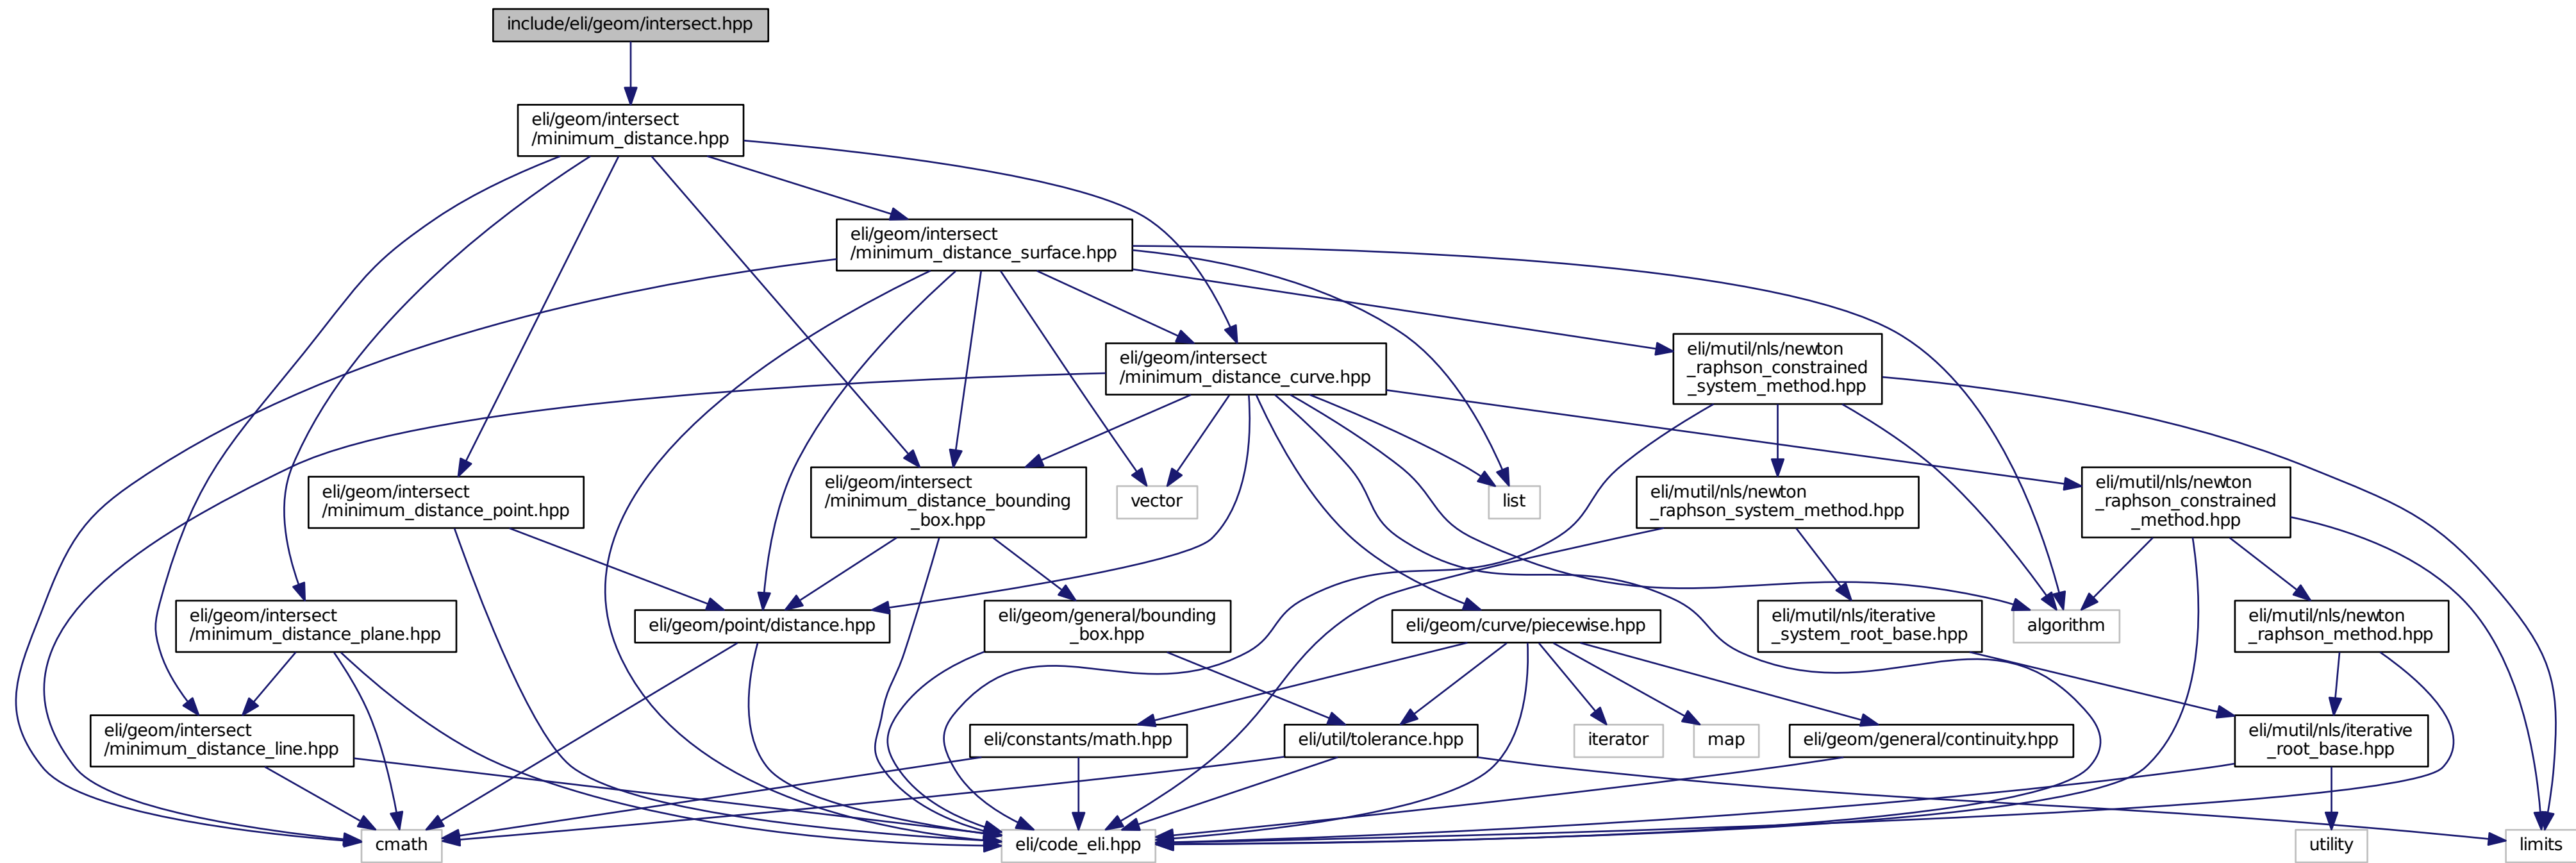 include/eli/geom/intersect.hpp
eli/geom/intersect
/minimum_distance.hpp
eli/geom/intersect
/minimum_distance_surface.hpp
eli/geom/intersect
/minimum_distance_curve.hpp
eli/mutil/nls/newton
_raphson_constrained
_system_method.hpp
eli/geom/intersect
/minimum_distance_point.hpp
eli/geom/intersect
/minimum_distance_bounding
_box.hpp
vector
list
eli/mutil/nls/newton
_raphson_system_method.hpp
eli/mutil/nls/newton
_raphson_constrained
_method.hpp
eli/geom/intersect
/minimum_distance_plane.hpp
eli/geom/point/distance.hpp
eli/geom/general/bounding
_box.hpp
eli/geom/curve/piecewise.hpp
eli/mutil/nls/iterative
_system_root_base.hpp
algorithm
eli/mutil/nls/newton
_raphson_method.hpp
eli/geom/intersect
/minimum_distance_line.hpp
eli/constants/math.hpp
eli/util/tolerance.hpp
iterator
map
eli/geom/general/continuity.hpp
eli/mutil/nls/iterative
_root_base.hpp
cmath
eli/code_eli.hpp
utility
limits